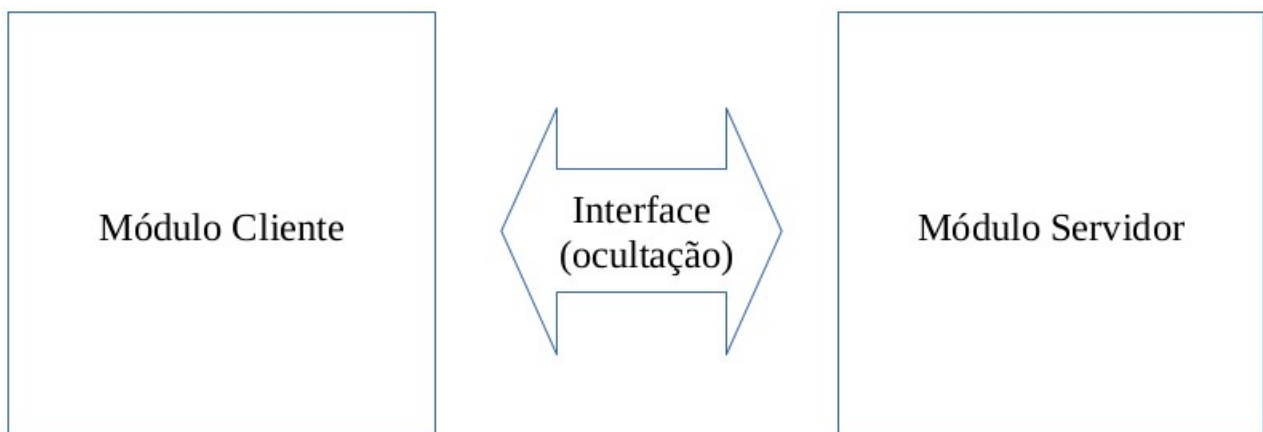 Módulo Cliente
Interface
(ocultação)
Módulo Servidor